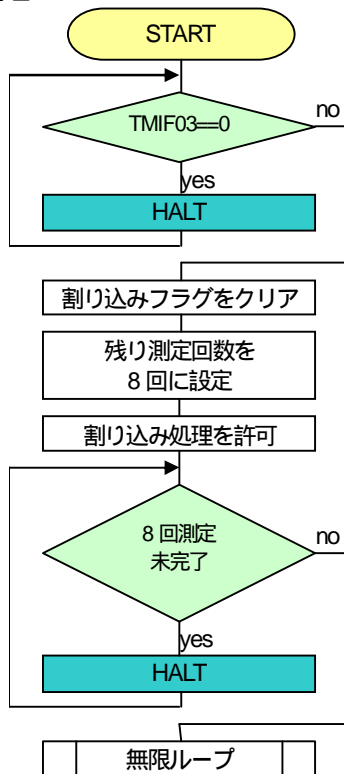 START
TMIF03==0
no
yes
HALT
割り込みフラグをクリア
残り測定回数を
8 回に設定
割り込み処理を許可
8 回測定
未完了
no
yes
HALT
無限ループ